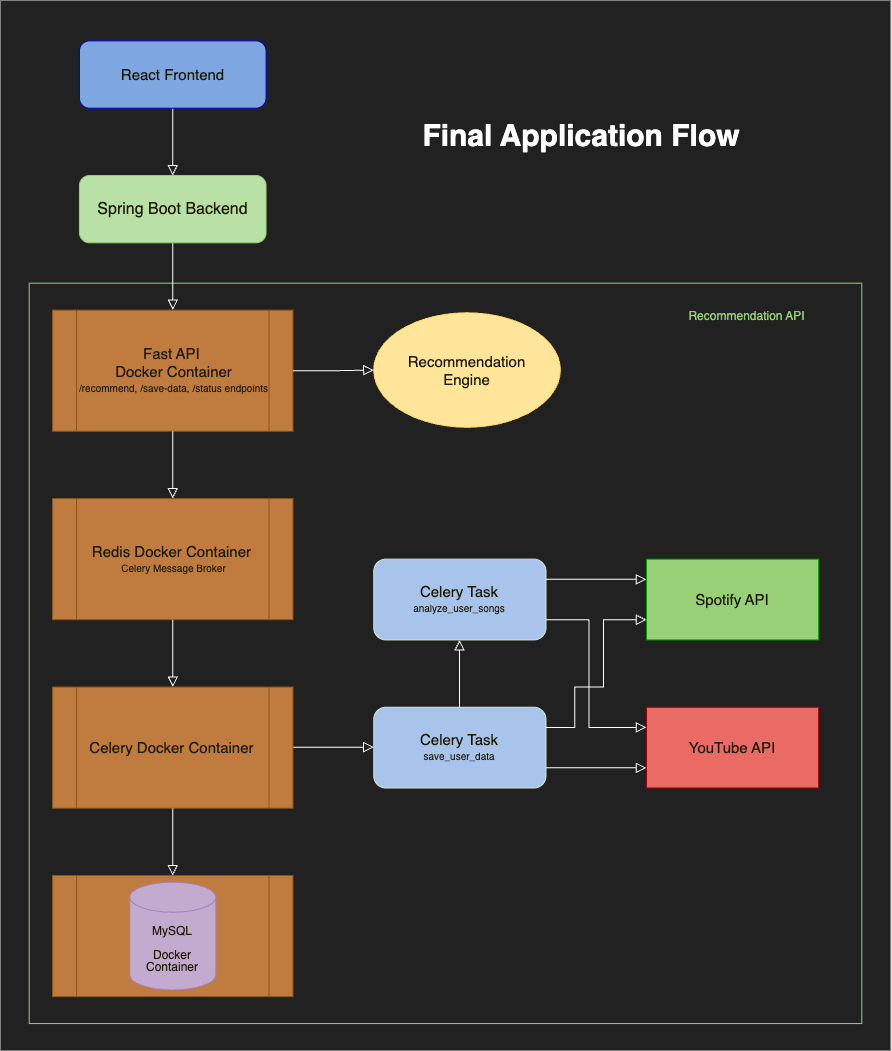 React Frontend
Final Application Flow
Spring Boot Backend
Recommendation API
Fast API
Docker Container
/recommend, /save-data, /status endpoints
Recommendation
Engine
Redis Docker Container
Celery Message Broker
Celery Task
analyze_user_songs
Spotify API
Celery Docker Container
Celery Task
save_user_data
YouTube API
MySQL
Docker
Container